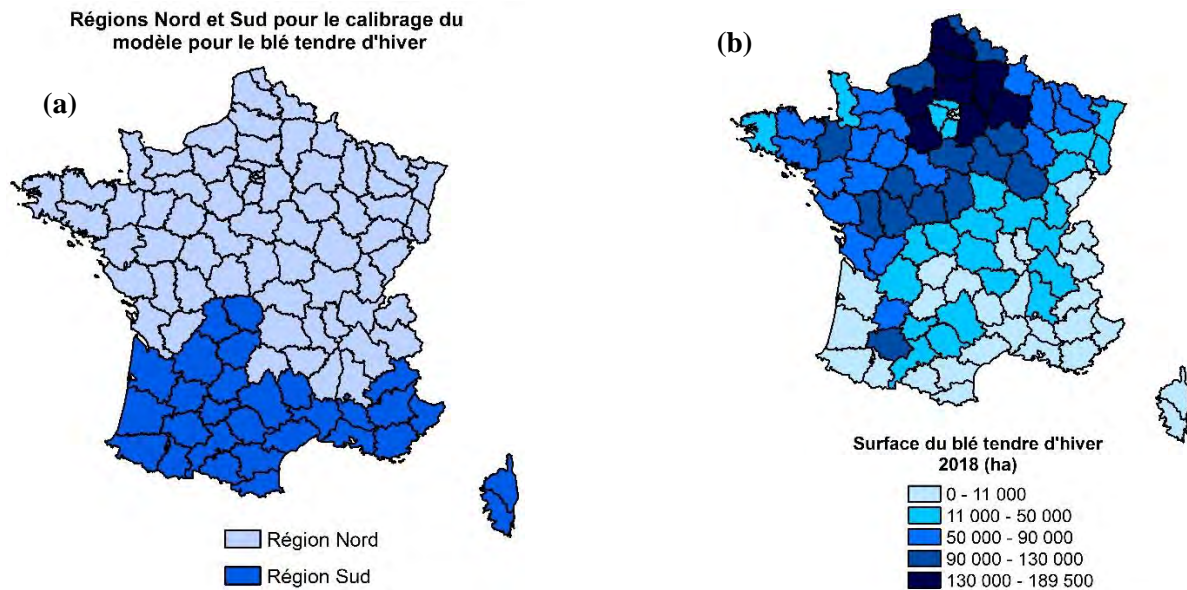 Régions Nord et Sud pour le calibrage du
modèle pour le blé tendre d'hiver
(a)
Région Nord
Région Sud
(b)
Surface du blé tendre d'hiver
2018 (ha)
0 - 11 000
11 000 - 50 000
50 000 - 90 000
90 000 - 130 000
130 000 - 189 500